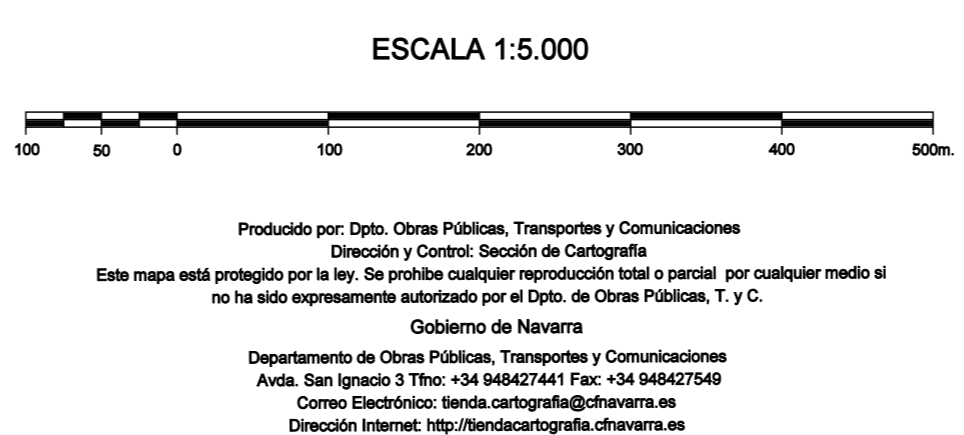 ESCALA 1:5.000
100 50 0 100 200 300 400 500m.
Producido por: Dpto. Obras Públicas, Transportes y Comunicaciones
Dirección y Control: Sección de Cartografía
Este mapa está protegido por la ley. Se prohibe cualquier reproducción total o parcial por cualquier medio si
no ha sido expresamente autorizado por el Dpto. de Obras Públicas, T. y C.
Gobierno de Navarra
Departamento de Obras Públicas, Transportes y Comunicaciones
Avda. San Ignacio 3 Tfno: +34 948427441 Fax: +34 948427549
Correo Electrónico: tienda.cartografia@cfnavarra.es
Dirección Internet: http://tiendacartografia.cfnavarra.es